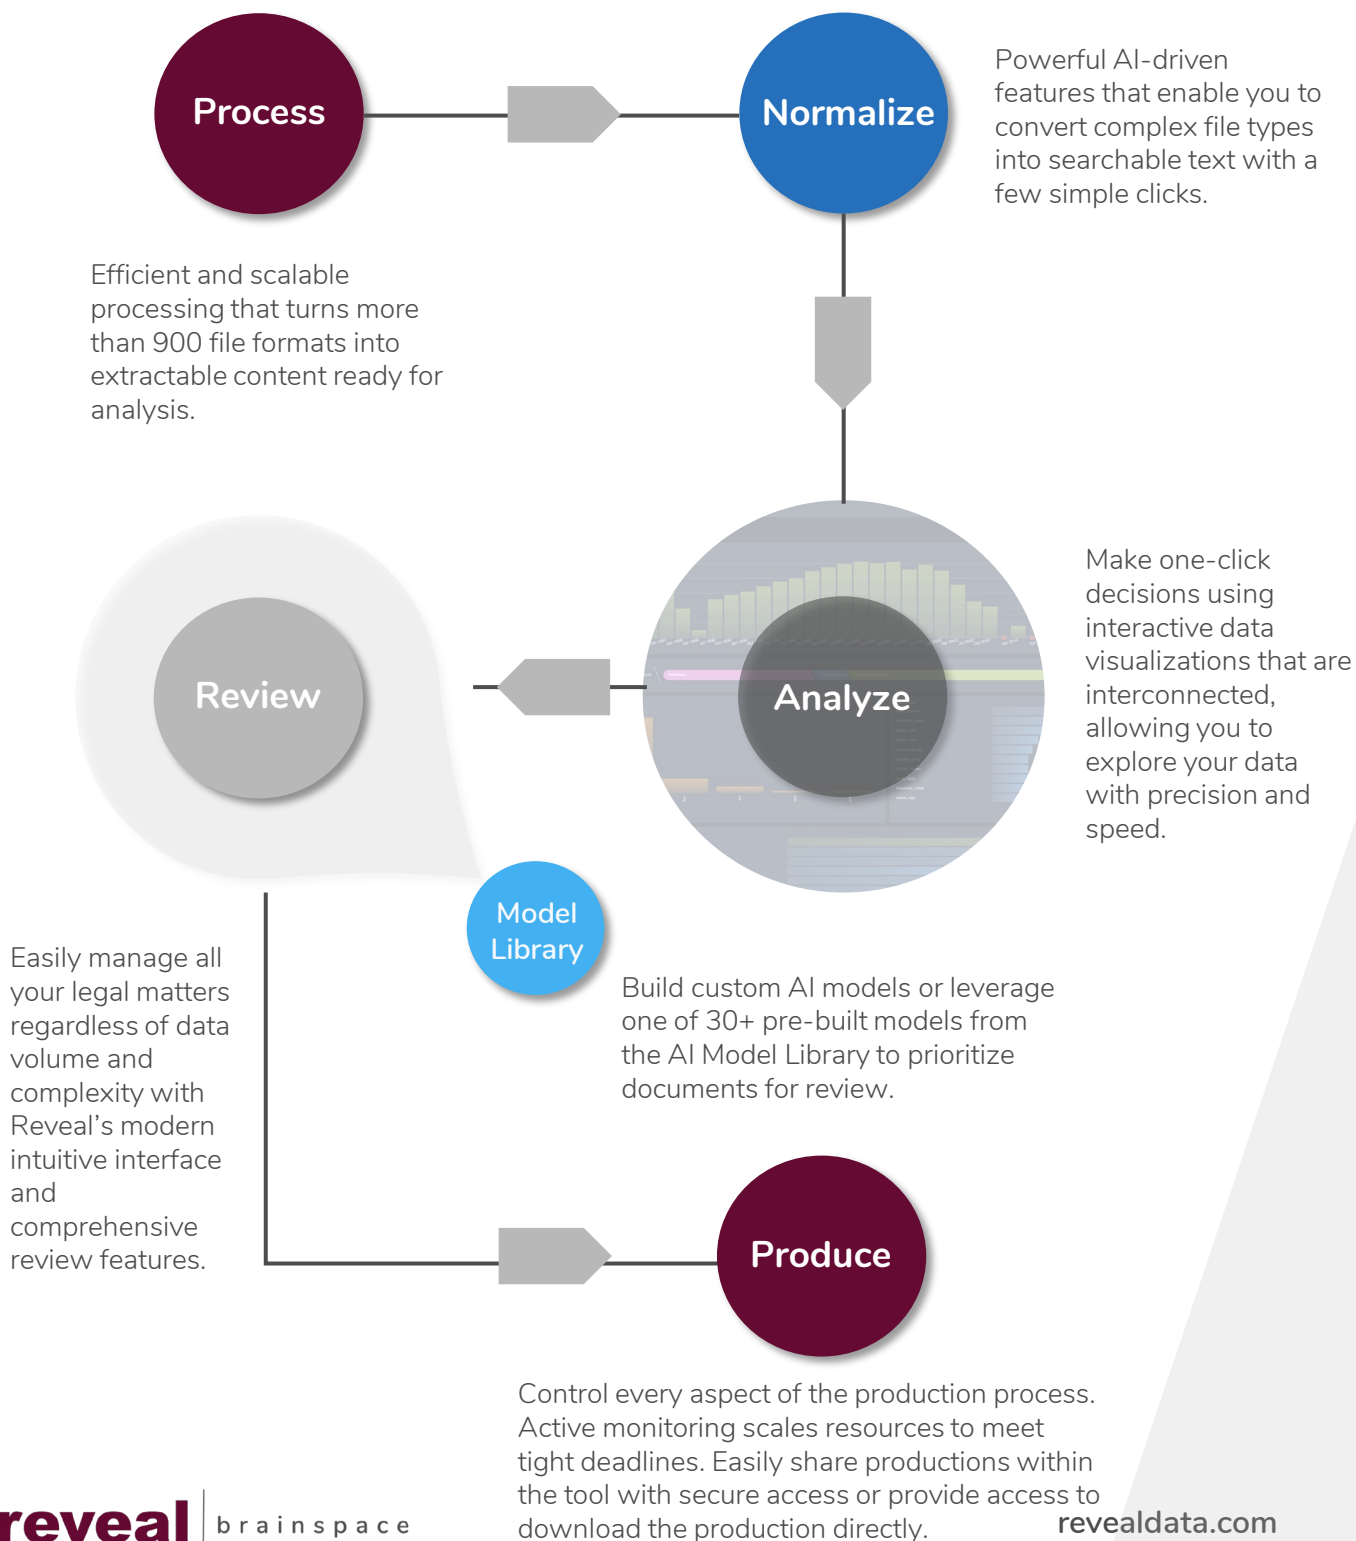 Process
Normalize
Powerful AI-driven
features that enable you to
convert complex file types
into searchable text with a
few simple clicks.
Efficient and scalable
processing that turns more
than 900 file formats into
extractable content ready for
analysis.
Review
Analyze
Make one-click
decisions using
interactive data
visualizations that are
interconnected,
allowing you to
explore your data
with precision and
speed.
Model
Library
Build custom AI models or leverage
one of 30+ pre-built models from
the AI Model Library to prioritize
documents for review.
Easily manage all
your legal matters
regardless of data
volume and
complexity with
Reveal’s modern
intuitive interface
and
comprehensive
review features.
Produce
Control every aspect of the production process.
Active monitoring scales resources to meet
tight deadlines. Easily share productions within
the tool with secure access or provide access to
download the production directly.
reveal | brainspace
revealdata.com